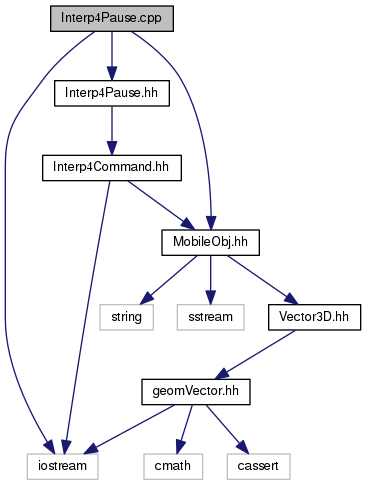 Interp4Pause.cpp
Interp4Pause.hh
Interp4Command.hh
MobileObj.hh
string
sstream
Vector3D.hh
geomVector.hh
iostream
cmath
cassert